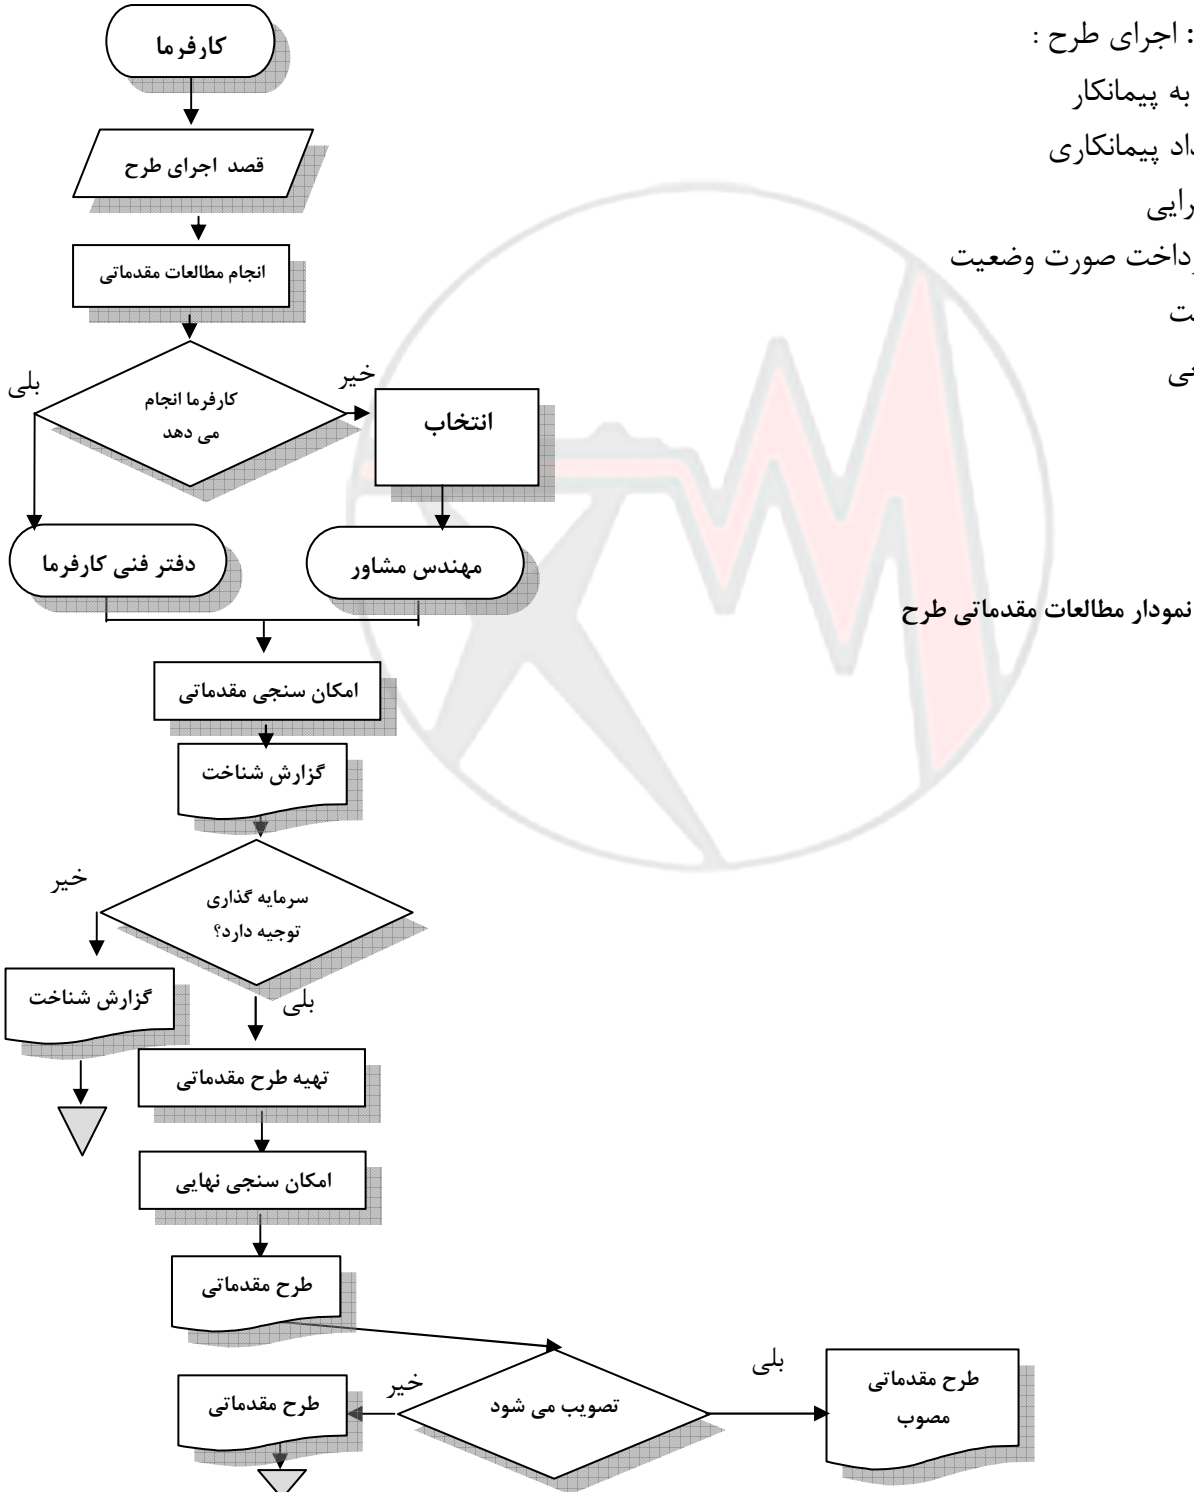 : اجرای طرح :
به پیمانکار
پیمانکاری
صورت وضعیت
نمودار مطالعات مقدماتی طرح
کارفرما
قصد اجرای طرح
انجام مطالعات مقدماتی
کارفرما انجام
می دهد
خیر
بلی
انتخاب
مهندس مشاور
دفتر فنی کارفرما
امکان سنجی مقدماتی
گزارش شناخت
سرمایه گذاری
توجیه دارد؟
خیر
بلی
گزارش شناخت
تهیه طرح مقدماتی
امکان سنجی نهایی
طرح مقدماتی
تصویب می شود
بلی
خیر
طرح مقدماتی
مصوب
طرح مقدماتی